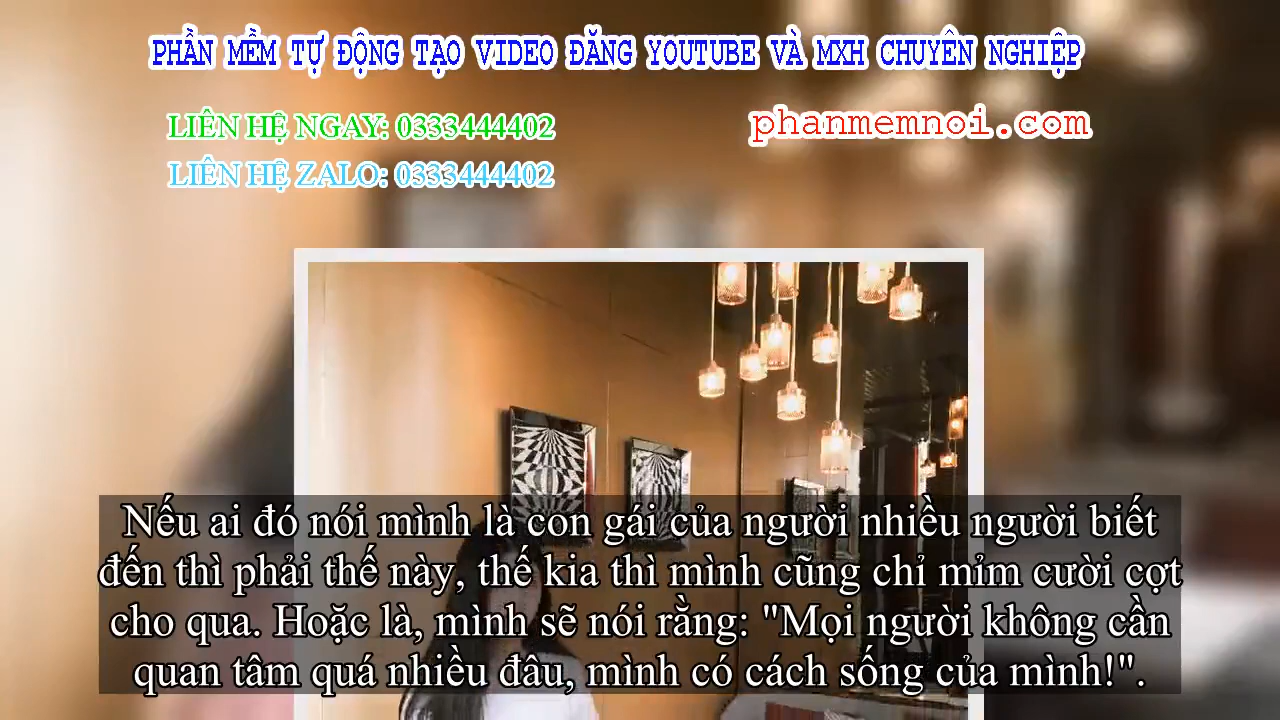 PHẦN MỀM TỰ ĐỘNG TẠO VIDEO ĐĂNG YOUTUBE VÀ MXH CHUYÊN NGHIỆP
LIÊN HỆ NGAY: 0333444402
phanmemnoi.com
LIÊN HỆ ZALO: 0333444402
Nếu ai đó nói mình là con gái của người nhiều người biết
đến thì phải thế này, thế kia thì mình cũng chỉ mỉm cười cợt
cho qua. Hoặc là, mình sẽ nói rằng: "Mọi người không cần
quan tâm quá nhiều đâu, mình có cách sống của mình!".